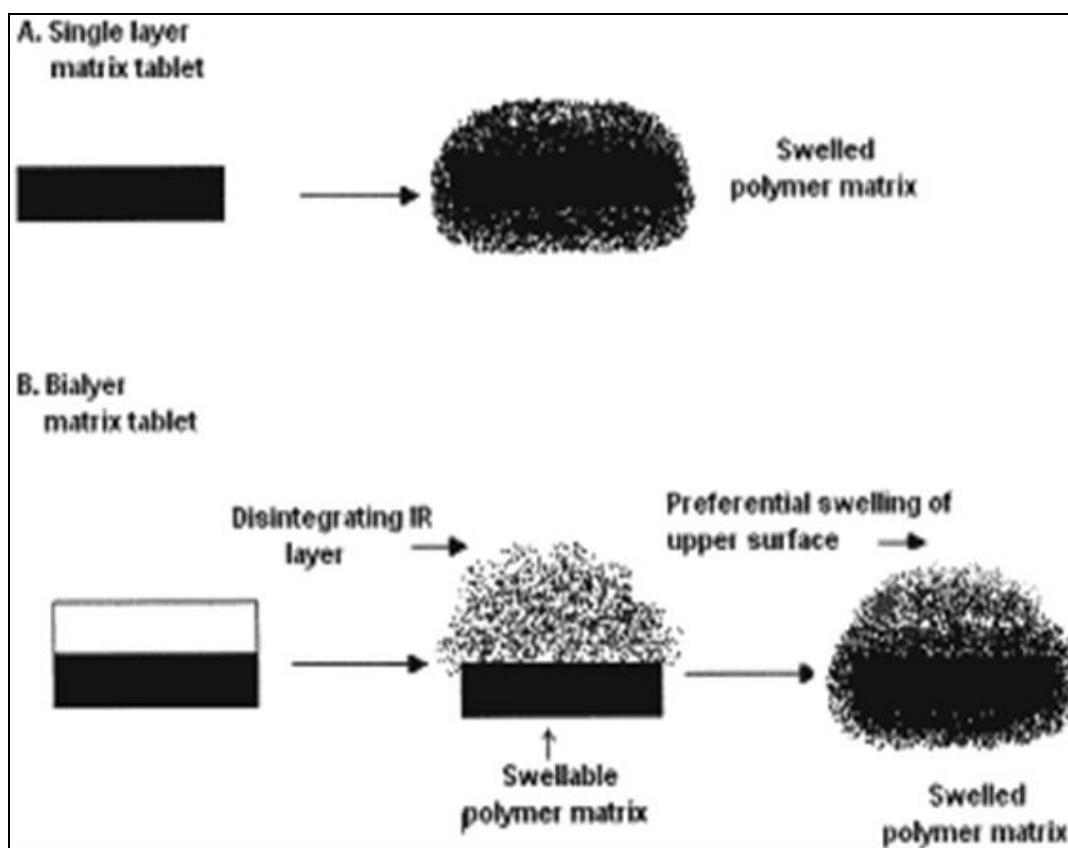 A. Single layer
matrix tablet
Swelled
polymer matrix
B. Bialyer
matrix tablet
Disintegrating IR
layer
Preferential swelling of
upper surface
Swellable
polymer matrix
Swelled
polymer matrix